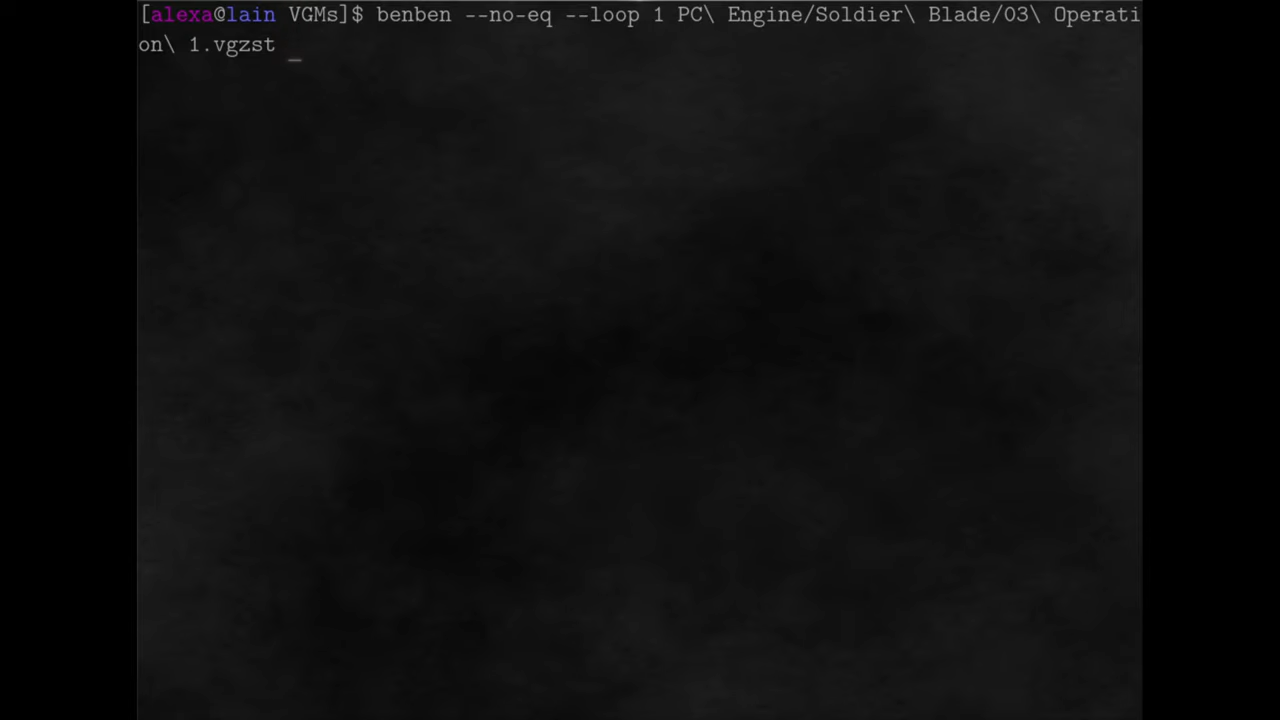 [alexa@lain VGMs]$ benben --no-eq --loop 1 PC\ Engine/Soldier\ Blade/03\ Operati
on\ 1.vgzst _